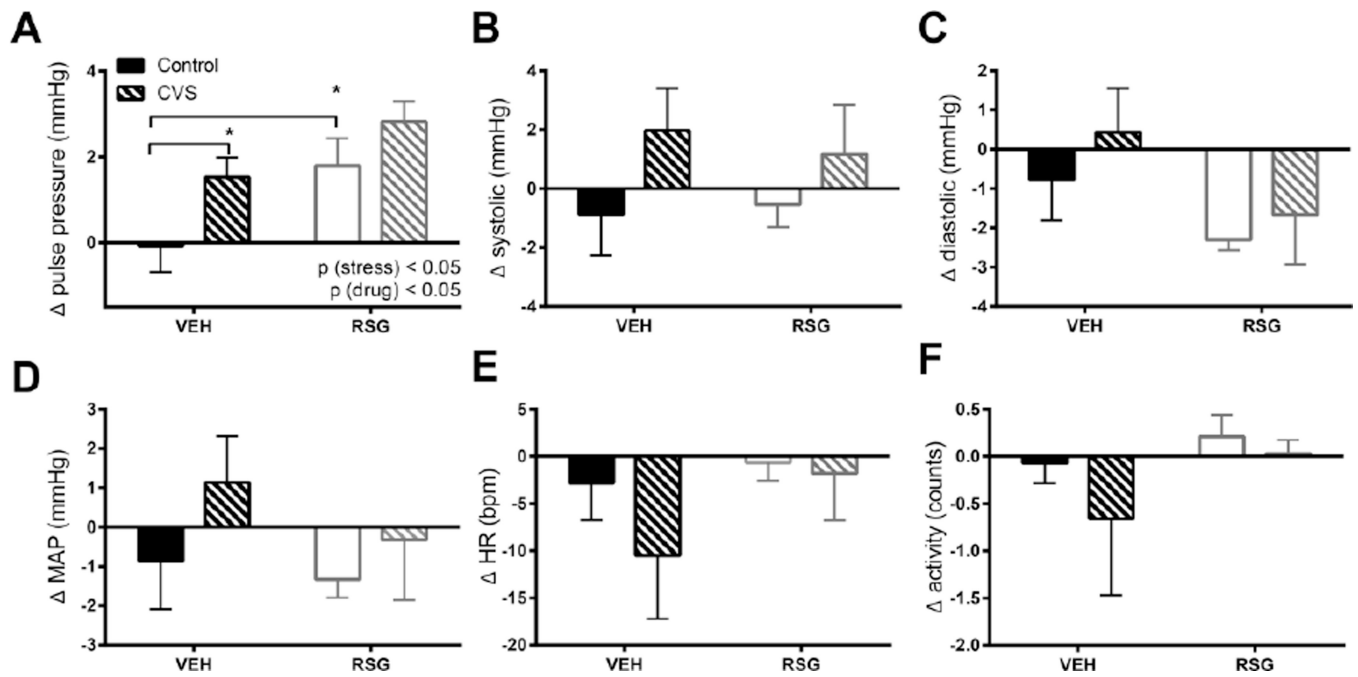 A
Control
CVS
Δ pulse pressure (mmHg)
4
2
0
*
*
p (stress) < 0.05
p (drug) < 0.05
VEH
RSG
B
Δ systolic (mmHg)
4
2
0
-2
-4
VEH
RSG
C
Δ diastolic (mmHg)
2
1
0
-1
-2
-3
-4
VEH
RSG
D
Δ MAP (mmHg)
3
2
1
0
-1
-2
-3
VEH
RSG
E
Δ HR (bpm)
5
0
-5
-10
-15
-20
VEH
RSG
F
Δ activity (counts)
0.5
0.0
-0.5
-1.0
-1.5
-2.0
VEH
RSG